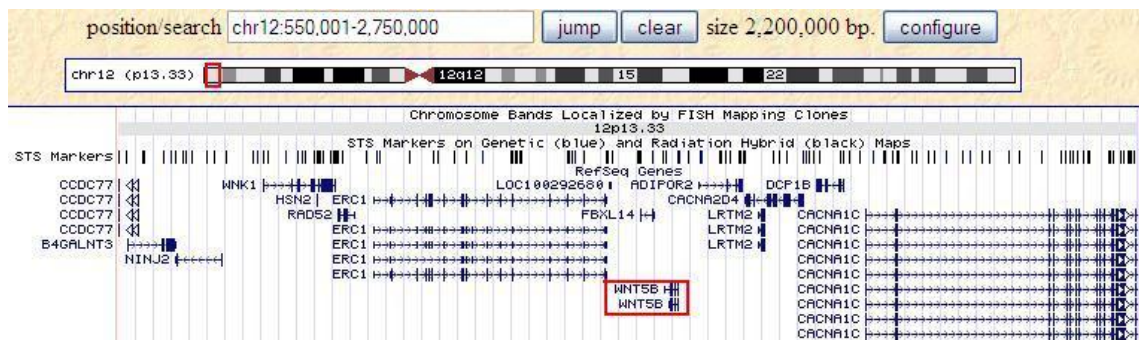 position/search chr12:550,001-2,750,000 jump clear size 2,200,000 bp. configure
chr12 (p13.33) 12q12 15 22
Chromosome Bands Localized by FISH Mapping Clones
12p13.33
STS Markers on Genetic (blue) and Radiation Hybrid (black) Maps
STS Markers
RefSeq Genes
CCDC77 WNK1 LOC100292680 ADIPOR2 DCP1B
CCDC77 HSN2 ERC1 CACNA2D4
CCDC77 RAD52 FBXL14 LRTM2 CACNA1C
CCDC77 ERC1 LRTM2 CACNA1C
B4GALNT3 ERC1 LRTM2 CACNA1C
NINJ2 ERC1 CACNA1C
ERC1 CACNA1C
WNT5B CACNA1C
WNT5B CACNA1C
CACNA1C
CACNA1C